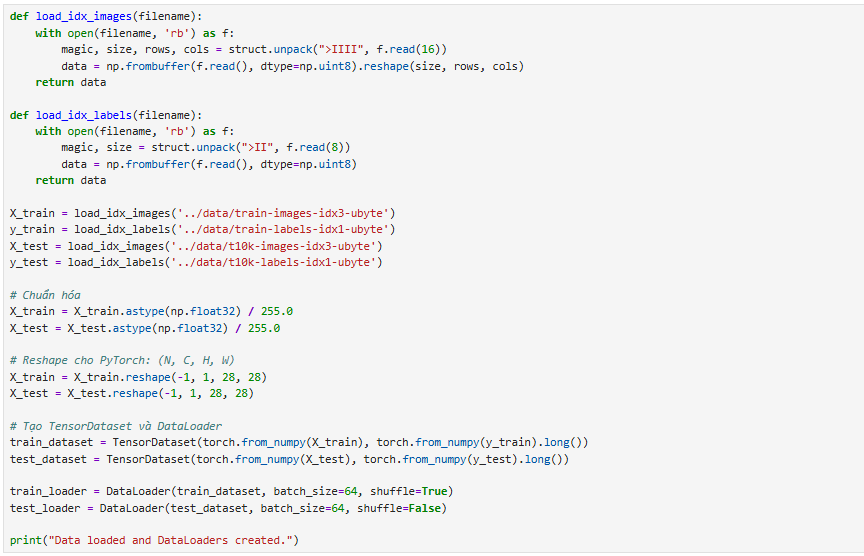 def load_idx_images(filename):
    with open(filename, 'rb') as f:
        magic, size, rows, cols = struct.unpack(">IIII", f.read(16))
        data = np.frombuffer(f.read(), dtype=np.uint8).reshape(size, rows, cols)
    return data

def load_idx_labels(filename):
    with open(filename, 'rb') as f:
        magic, size = struct.unpack(">II", f.read(8))
        data = np.frombuffer(f.read(), dtype=np.uint8)
    return data

X_train = load_idx_images('../data/train-images-idx3-ubyte')
y_train = load_idx_labels('../data/train-labels-idx1-ubyte')
X_test = load_idx_images('../data/t10k-images-idx3-ubyte')
y_test = load_idx_labels('../data/t10k-labels-idx1-ubyte')

# Chuẩn hóa
X_train = X_train.astype(np.float32) / 255.0
X_test = X_test.astype(np.float32) / 255.0

# Reshape cho PyTorch: (N, C, H, W)
X_train = X_train.reshape(-1, 1, 28, 28)
X_test = X_test.reshape(-1, 1, 28, 28)

# Tạo TensorDataset và DataLoader
train_dataset = TensorDataset(torch.from_numpy(X_train), torch.from_numpy(y_train).long())
test_dataset = TensorDataset(torch.from_numpy(X_test), torch.from_numpy(y_test).long())

train_loader = DataLoader(train_dataset, batch_size=64, shuffle=True)
test_loader = DataLoader(test_dataset, batch_size=64, shuffle=False)

print("Data loaded and DataLoaders created.")